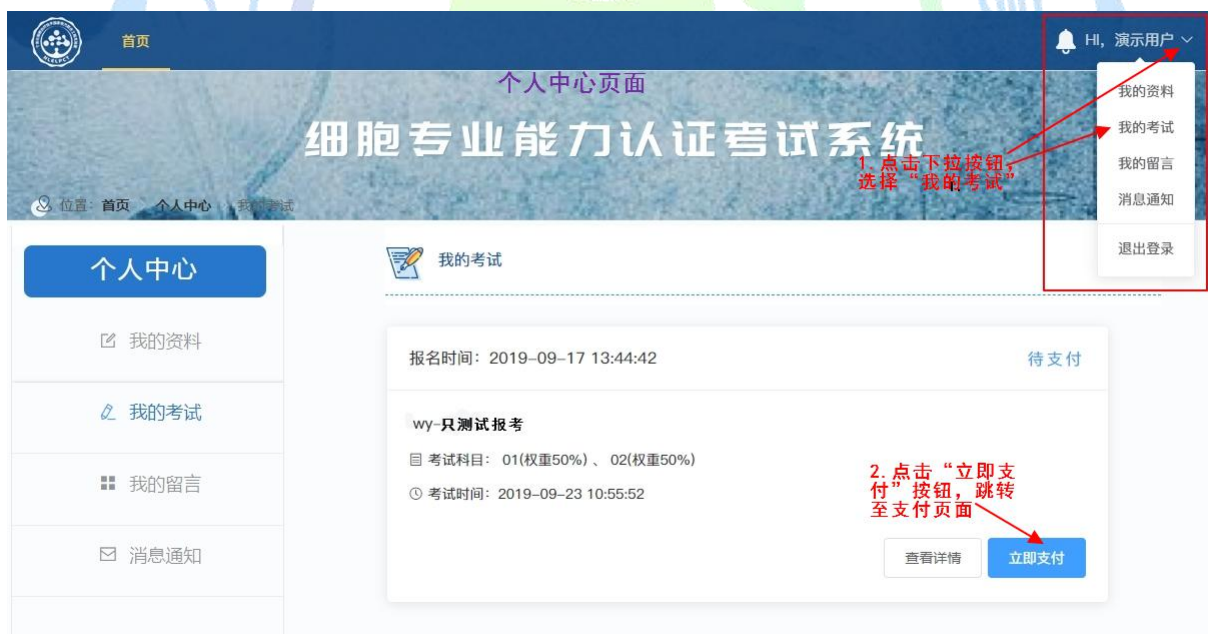 首页
HI, 演示用户
个人中心页面
我的资料
细胞专业能力认证考试系统
我的考试
1.点击下拉按钮,
选择“我的考试”
我的留言
消息通知
位置: 首页 个人中心 我的考试
退出登录
个人中心
我的考试
我的资料
报名时间: 2019-09-17 13:44:42
待支付
我的考试
wy-只测试报考
考试科目: 01(权重50%) 、 02(权重50%)
2.点击“立即支
付”按钮, 跳转
至支付页面
我的留言
考试时间: 2019-09-23 10:55:52
消息通知
查看详情
立即支付